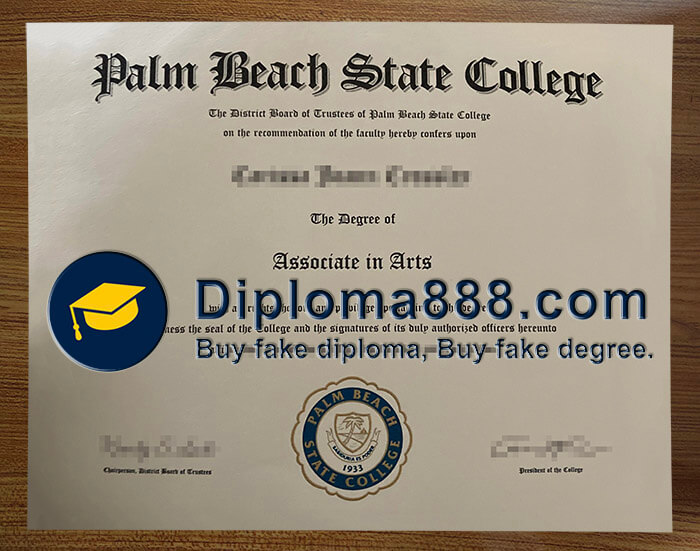 Palm Beach State College
The District Board of Trustees of Palm Beach State College
on the recommendation of the faculty hereby confers upon
The Degree of
Associate in Arts
Diploma888.com
the seal of the College and the signatures of its duly authorized officers hereunto
Buy fake diploma, Buy fake degree.
PALM BEACH
STATE COLLEGE
1933
Chairperson, District Board of Trustees
President of the College